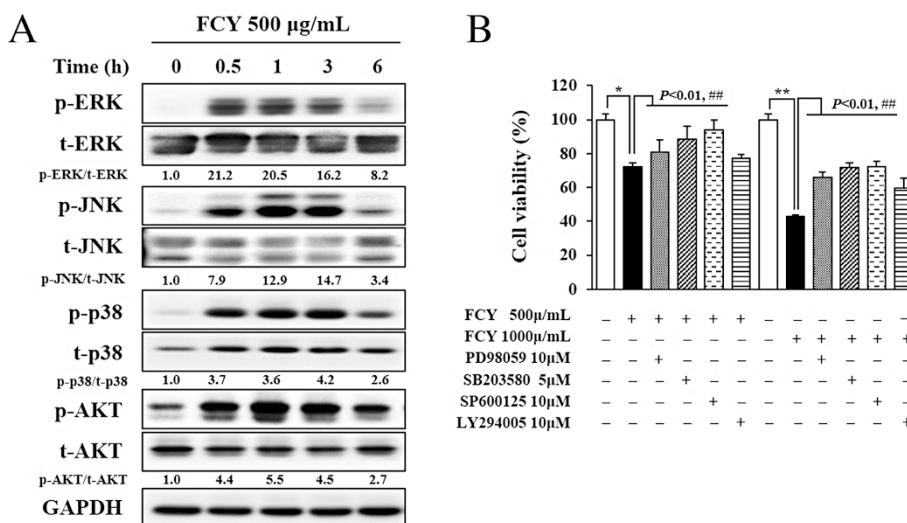 A
FCY 500 µg/mL
Time (h) 0 0.5 1 3 6
p-ERK
t-ERK
p-ERK/t-ERK 1.0 21.2 20.5 16.2 8.2
p-JNK
t-JNK
p-JNK/t-JNK 1.0 7.9 12.9 14.7 3.4
p-p38
t-p38
p-p38/t-p38 1.0 3.7 3.6 4.2 2.6
p-AKT
t-AKT
p-AKT/t-AKT 1.0 4.4 5.5 4.5 2.7
GAPDH
B
Cell viability (%)
120
100
80
60
40
20
0
* P<0.01, ##
** P<0.01, ##
FCY 500µ/mL – + + + + + – – – – – –
FCY 1000µ/mL – – – – – – – + + + + +
PD98059 10µM – – + – – – – – + – – –
SB203580 5µM – – – + – – – – – + – –
SP600125 10µM – – – – + – – – – – + –
LY294005 10µM – – – – – + – – – – – +